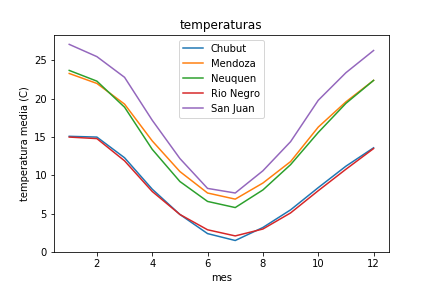 temperaturas
Chubut
Mendoza
Neuquen
Rio Negro
San Juan
temperatura media (C)
25
20
15
10
5
0
2 4 6 8 10 12
mes